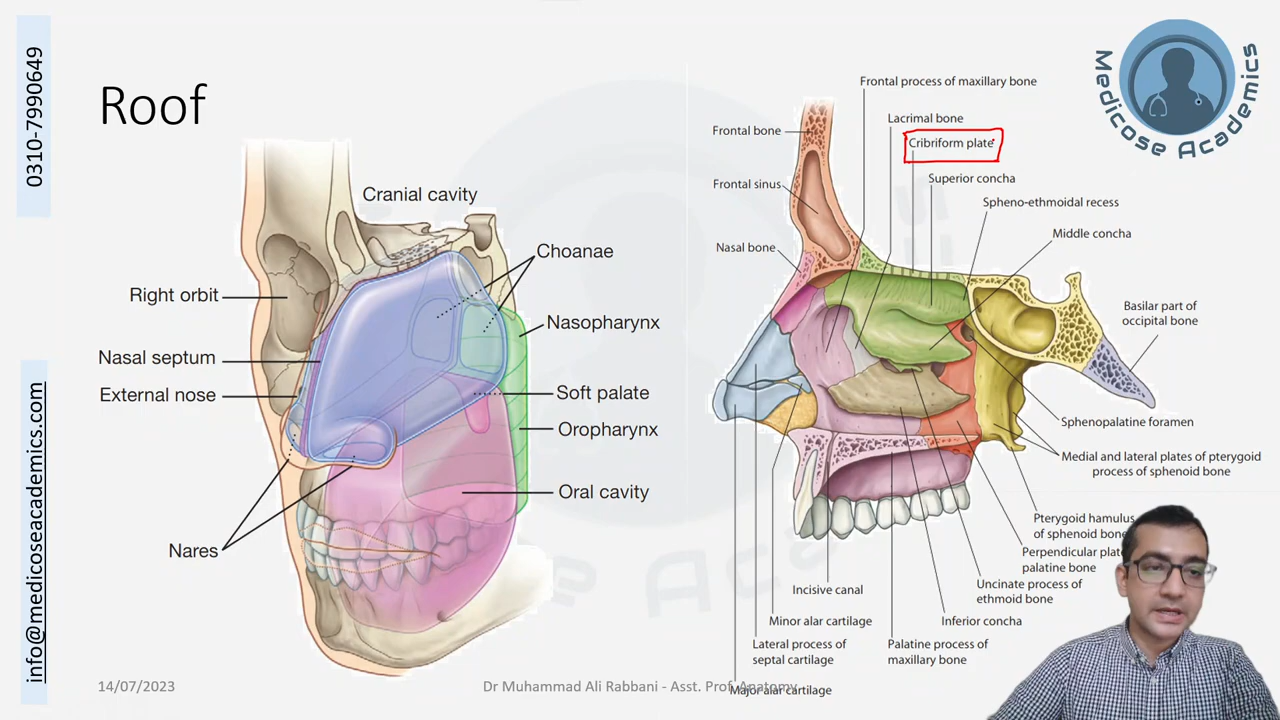 0310-7990649
info@medicoseacademics.com
Roof
Cranial cavity
Choanae
Right orbit
Nasopharynx
Nasal septum
External nose
Soft palate
Oropharynx
Oral cavity
Nares
Frontal process of maxillary bone
Lacrimal bone
Frontal bone
Cribriform plate
Superior concha
Frontal sinus
Spheno-ethmoidal recess
Middle concha
Nasal bone
Basilar part of
occipital bone
Sphenopalatine foramen
Medial and lateral plates of pterygoid
process of sphenoid bone
Pterygoid hamulus
of sphenoid bone
Perpendicular plat
palatine bone
Uncinate process of
ethmoid bone
Incisive canal
Minor alar cartilage
Inferior concha
Lateral process of
septal cartilage
Palatine process of
maxillary bone
Major alar cartilage
14/07/2023
Dr Muhammad Ali Rabbani - Asst. Prof. Anatomy
Medicose Academics